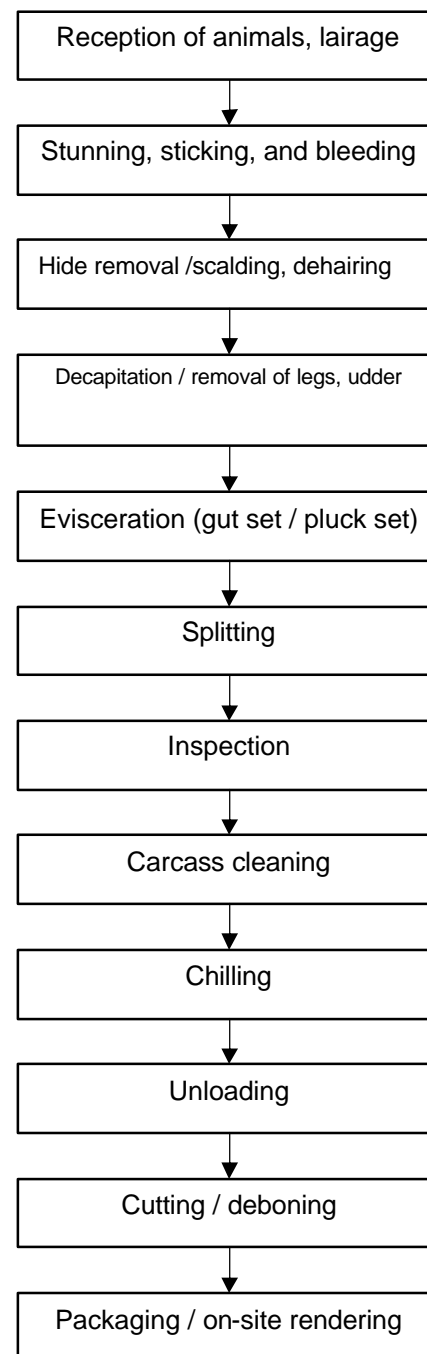 Reception of animals, lairage
Stunning, sticking, and bleeding
Hide removal /scalding, dehairing
Decapitation / removal of legs, udder
Evisceration (gut set / pluck set)
Splitting
Inspection
Carcass cleaning
Chilling
Unloading
Cutting / deboning
Packaging / on-site rendering